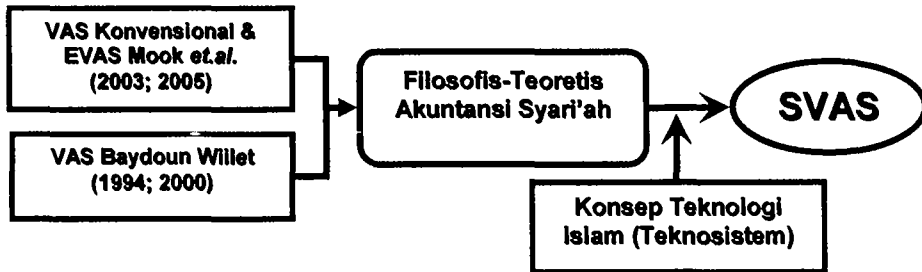 VAS Konvensional &
EVAS Mook et.al.
(2003; 2005)
VAS Baydoun Willet
(1994; 2000)
Filosofis-Teoretis
Akuntansi Syari'ah
SVAS
Konsep Teknologi
Islam (Teknosistem)